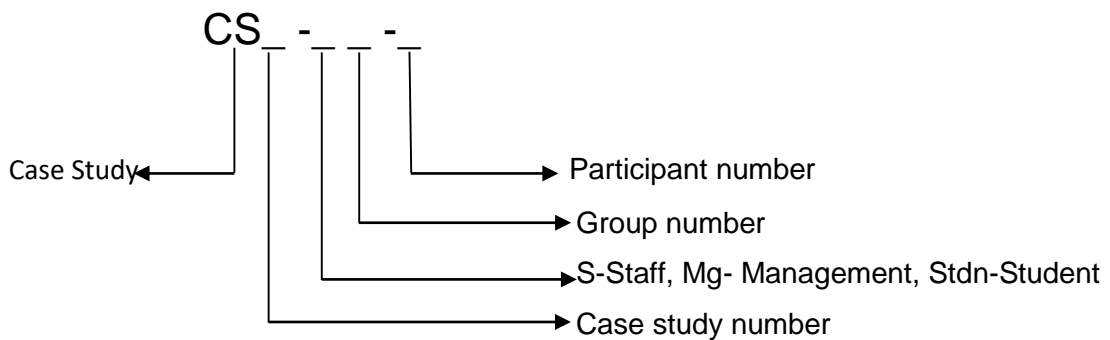 CS_ -_ _ -_
Case Study
Participant number
Group number
S-Staff, Mg- Management, Stdn-Student
Case study number